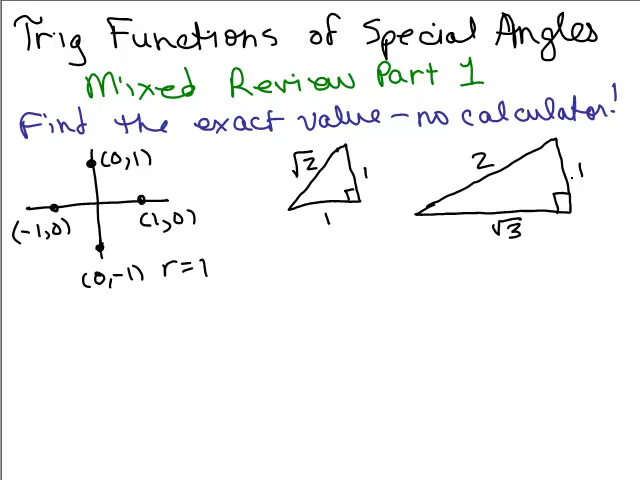 Trig Functions of Special Angles
Mixed Review Part 1
Find the exact value - no calculator!
(0,1)
(-1,0)
(1,0)
(0,-1) r=1
√2
1
1
2
1
√3